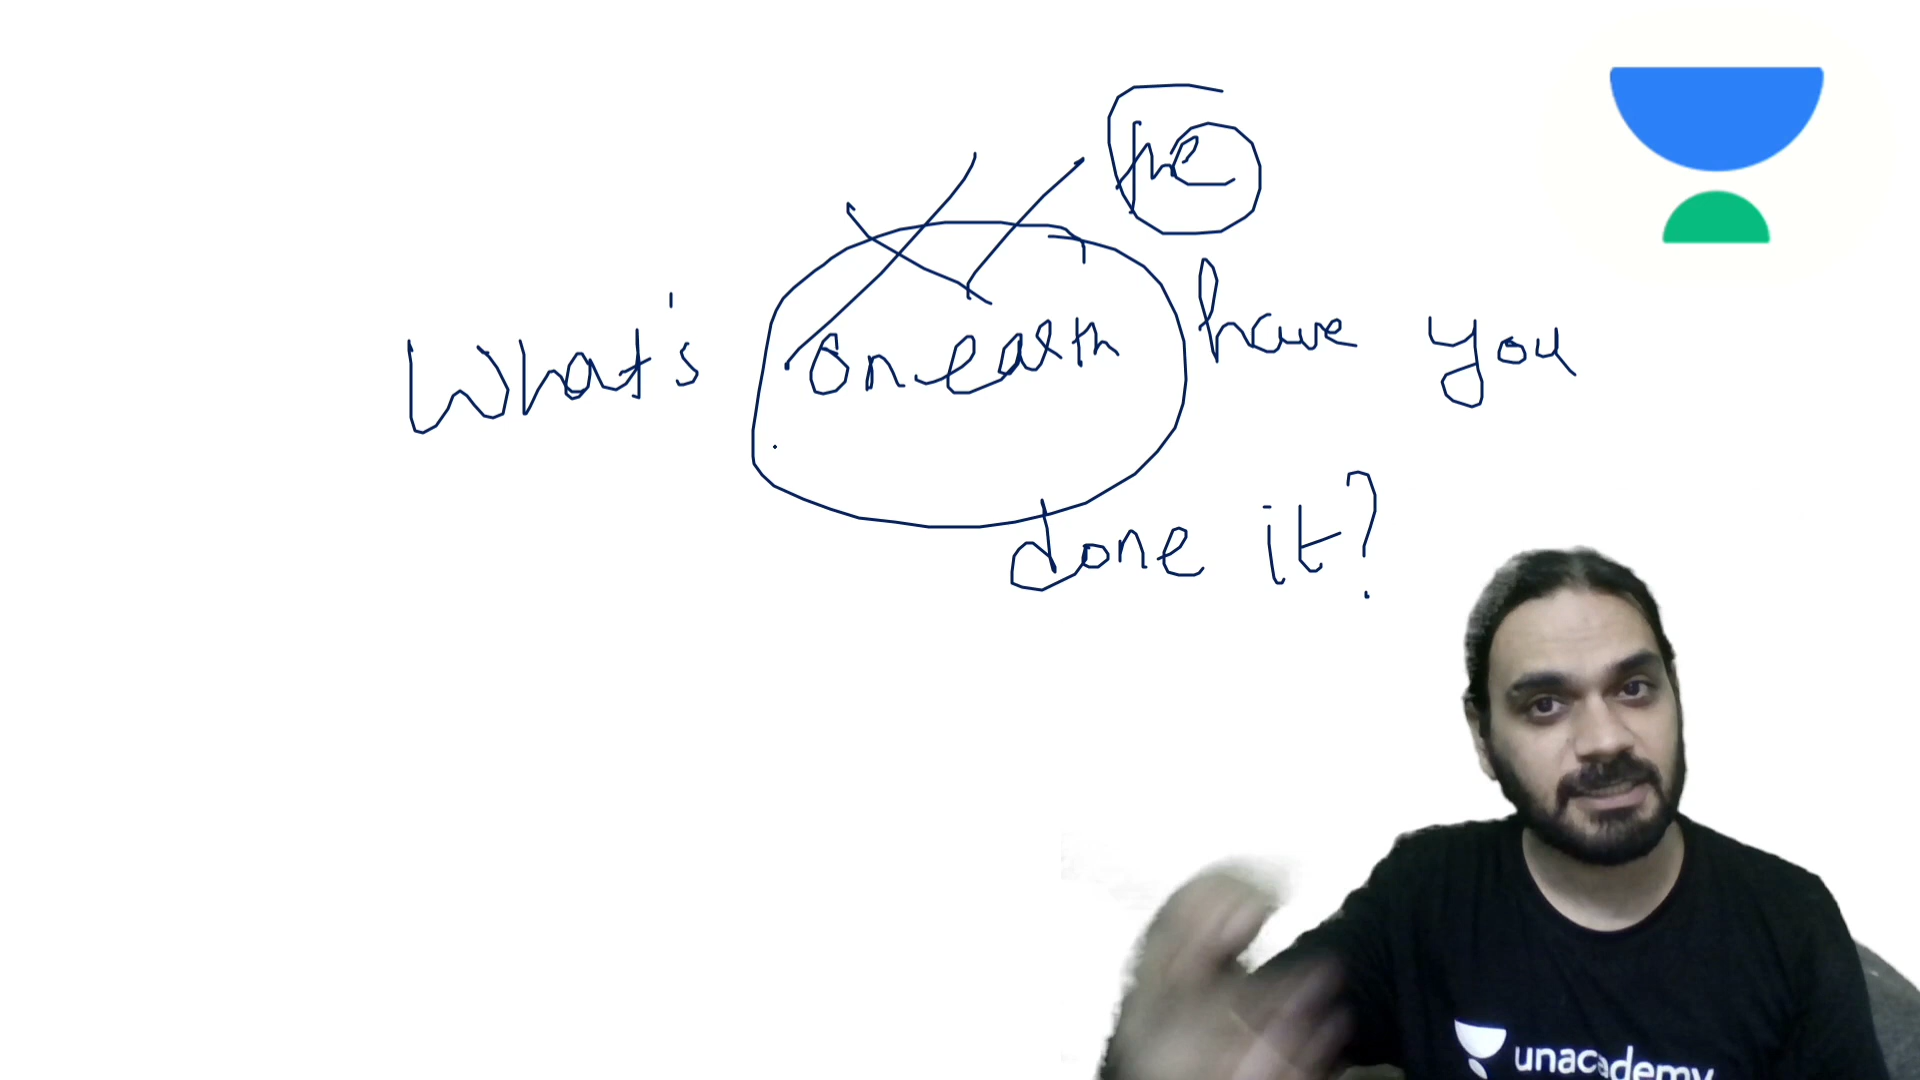 the
What's on earth have you
done it?
unacademy